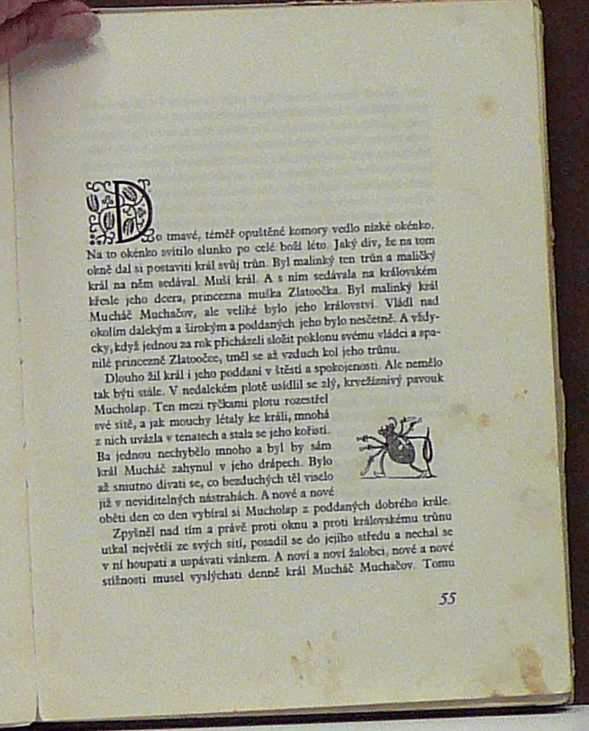 Do tmavé, téměř opuštěné komory vedlo nízké okénko.
Na to okénko svítilo slunko po celé boží léto. Jaký div, že na tom
okně dal si postaviti král svůj trůn. Byl malinký ten trůn a maličký
král na něm sedával. Muší král. A s ním sedávala na královském
křesle jeho dcera, princezna muška Zlatoočka. Byl malinký král
Mucháč Muchačov, ale veliké bylo jeho království. Vládl nad
okolím dalekým a širokým a poddaných jeho bylo nesčetně. A vždy-
cky, když jednou za rok přicházeli složit poklonu svému vládci a spa-
nilé princezně Zlatoočce, tměl se až vzduch kol jeho trůnu.
Dlouho žil král i jeho poddaní v štěstí a spokojenosti. Ale nemělo
tak býti stále. V nedalekém plotě usídlil se zlý, krvežíznivý pavouk
Mucholap. Ten mezi tyčkami plotu rozestřel
své sítě, a jak mouchy létaly ke králi, mnohá
z nich uvázla v tenatech a stala se jeho kořistí.
Ba jednou nechybělo mnoho a byl by sám
král Mucháč zahynul v jeho drápech. Bylo
až smutno dívati se, co bezduchých těl viselo
již v neviditelných nástrahách. A nové a nové
oběti den co den vybíral si Mucholap z poddaných dobrého krále.
Zpyšněl nad tím a právě proti oknu a proti královskému trůnu
utkal největší ze svých sítí, posadil se do jejího středu a nechal se
v ní houpati a uspávati vánkem. A noví a noví žalobci, nové a nové
stížnosti musel vyslýchati denně král Mucháč Muchačov. Tomu
55